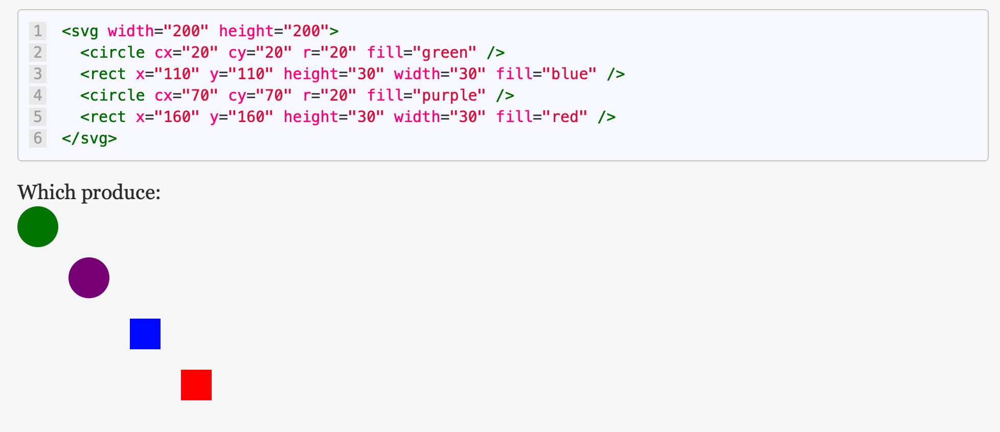 1 <svg width="200" height="200">
2   <circle cx="20" cy="20" r="20" fill="green" />
3   <rect x="110" y="110" height="30" width="30" fill="blue" />
4   <circle cx="70" cy="70" r="20" fill="purple" />
5   <rect x="160" y="160" height="30" width="30" fill="red" />
6 </svg>
Which produce: